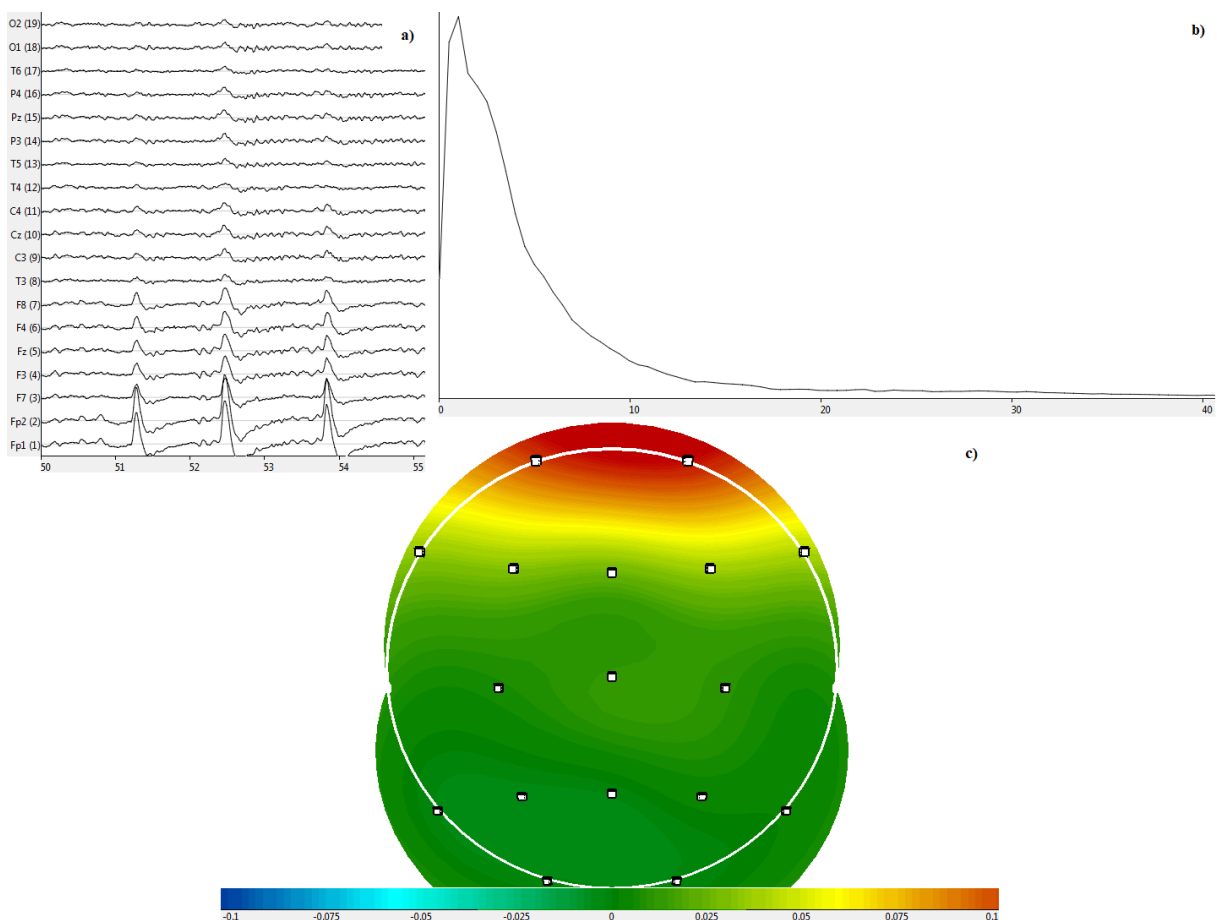 O2 (19)
a)
O1 (18)
T6 (17)
P4 (16)
Pz (15)
P3 (14)
T5 (13)
T4 (12)
C4 (11)
Cz (10)
C3 (9)
T3 (8)
F8 (7)
F4 (6)
Fz (5)
F3 (4)
F7 (3)
Fp2 (2)
Fp1 (1)
50 51 52 53 54 55
b)
0 10 20 30 40
c)
-0.1 -0.075 -0.05 -0.025 0 0.025 0.05 0.075 0.1